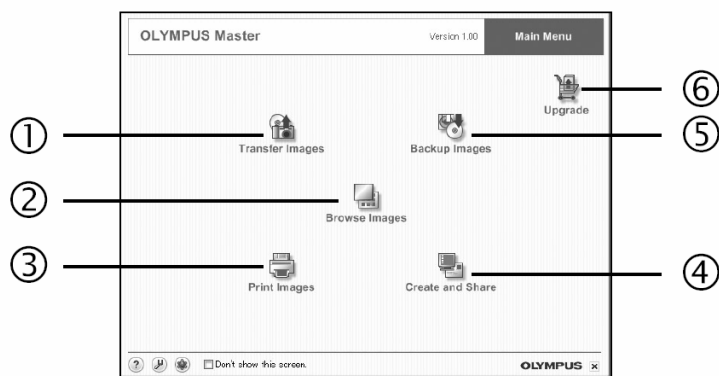 OLYMPUS Master Version 1.00 Main Menu
⑥
Upgrade
① ⑤
Transfer Images Backup Images
②
Browse Images
③ ④
Print Images Create and Share
? Don't show this screen. OLYMPUS x